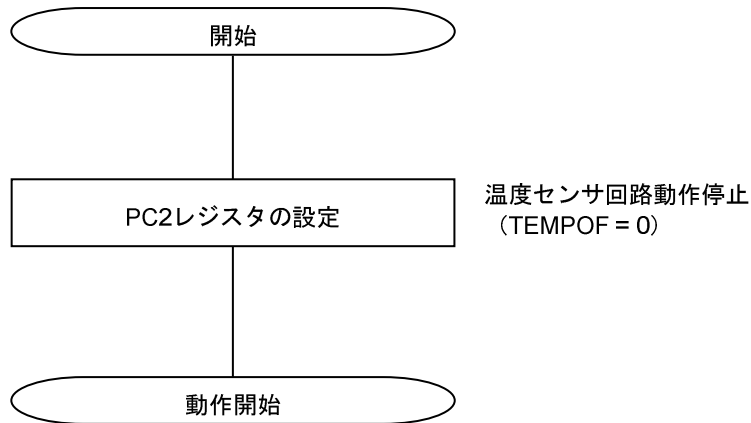 開始
PC2レジスタの設定
温度センサ回路動作停止
（TEMPOF = 0）
動作開始